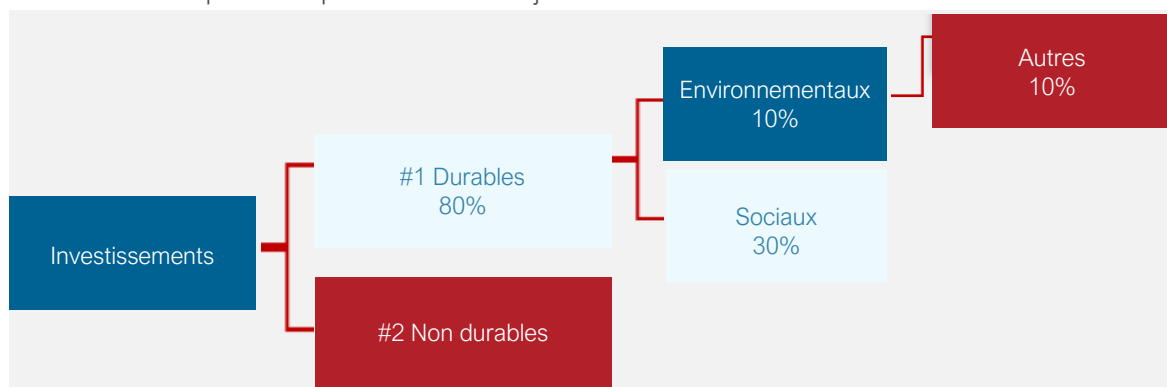 Investissements
#1 Durables
80%
#2 Non durables
Environnementaux
10%
Sociaux
30%
Autres
10%